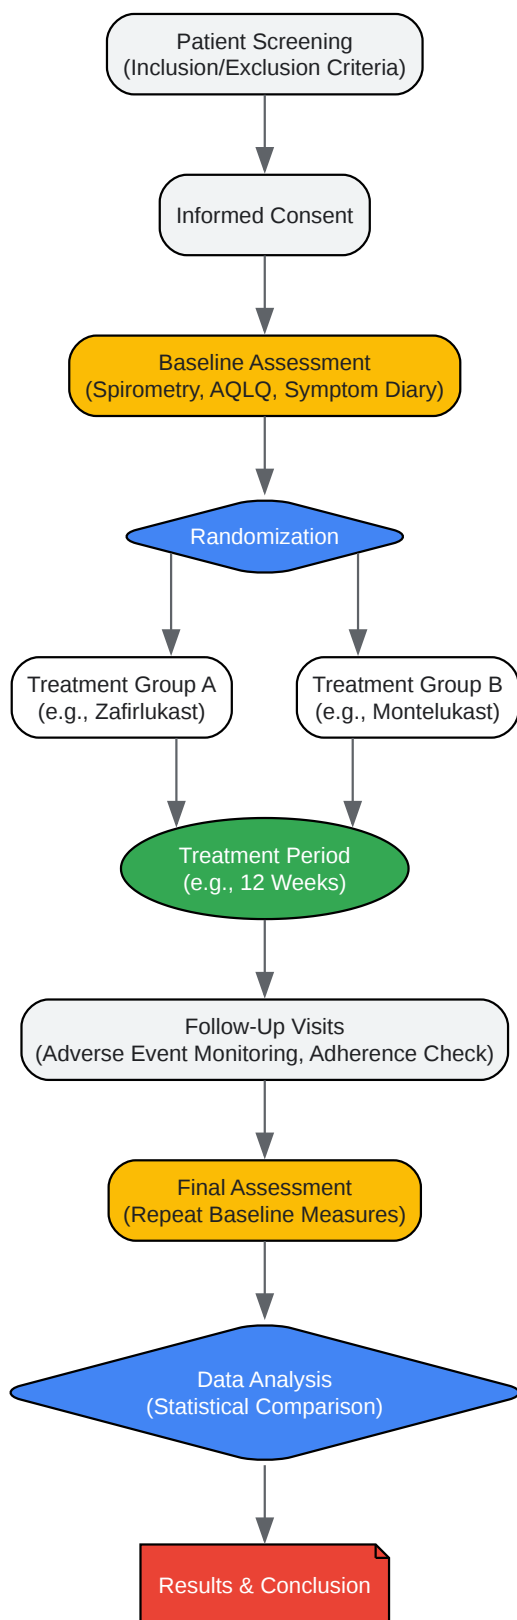 Patient Screening
(Inclusion/Exclusion Criteria)
Informed Consent
Baseline Assessment
(Spirometry, AQLQ, Symptom Diary)
Randomization
Treatment Group A
(e.g., Zafirlukast)
Treatment Group B
(e.g., Montelukast)
Treatment Period
(e.g., 12 Weeks)
Follow-Up Visits
(Adverse Event Monitoring, Adherence Check)
Final Assessment
(Repeat Baseline Measures)
Data Analysis
(Statistical Comparison)
Results & Conclusion